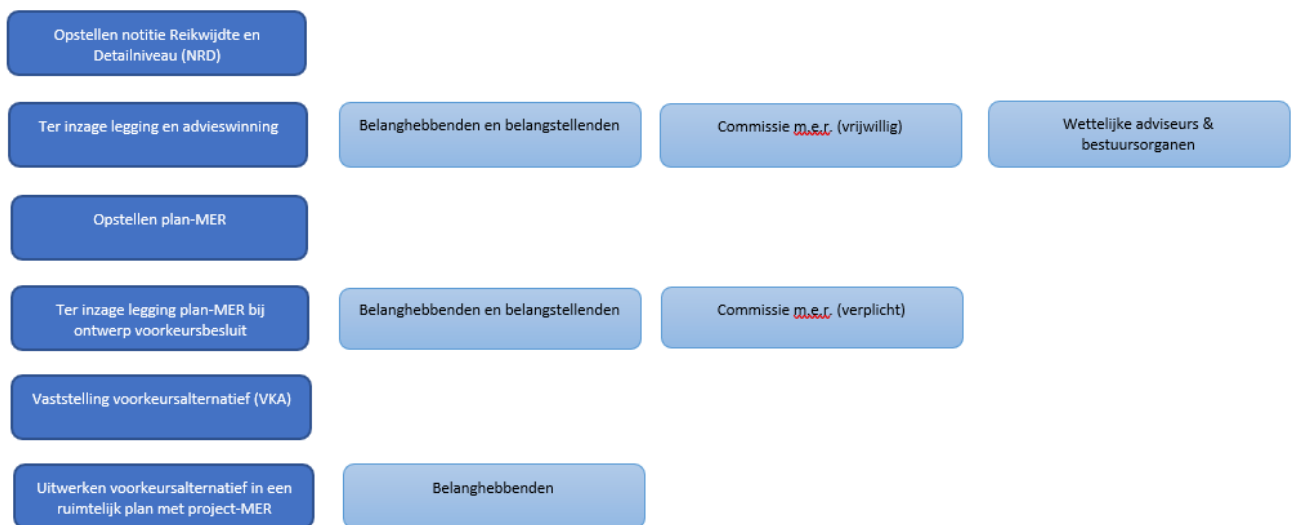 Opstellen notitie Reikwijdte en
Detailniveau (NRD)
Ter inzage legging en advieswinning
Belanghebbenden en belangstellenden
Commissie m.e.r. (vrijwillig)
Wettelijke adviseurs &
bestuursorganen
Opstellen plan-MER
Ter inzage legging plan-MER bij
ontwerp voorkeursbesluit
Belanghebbenden en belangstellenden
Commissie m.e.r. (verplicht)
Vaststelling voorkeursalternatief (VKA)
Uitwerken voorkeursalternatief in een
ruimtelijk plan met project-MER
Belanghebbenden